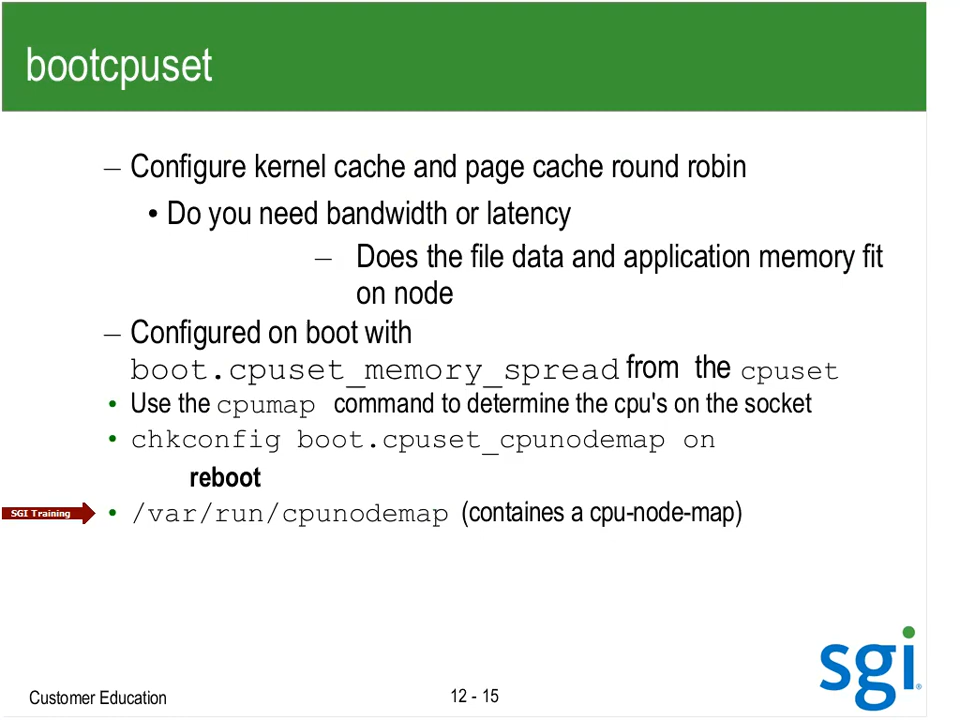 bootcpuset
– Configure kernel cache and page cache round robin
• Do you need bandwidth or latency
– Does the file data and application memory fit
on node
– Configured on boot with
boot.cpuset_memory_spread from the cpuset
• Use the cpumap command to determine the cpu's on the socket
• chkconfig boot.cpuset_cpunodemap on
reboot
SGI Training
• /var/run/cpunodemap (containes a cpu-node-map)
sgi®
Customer Education
12 - 15